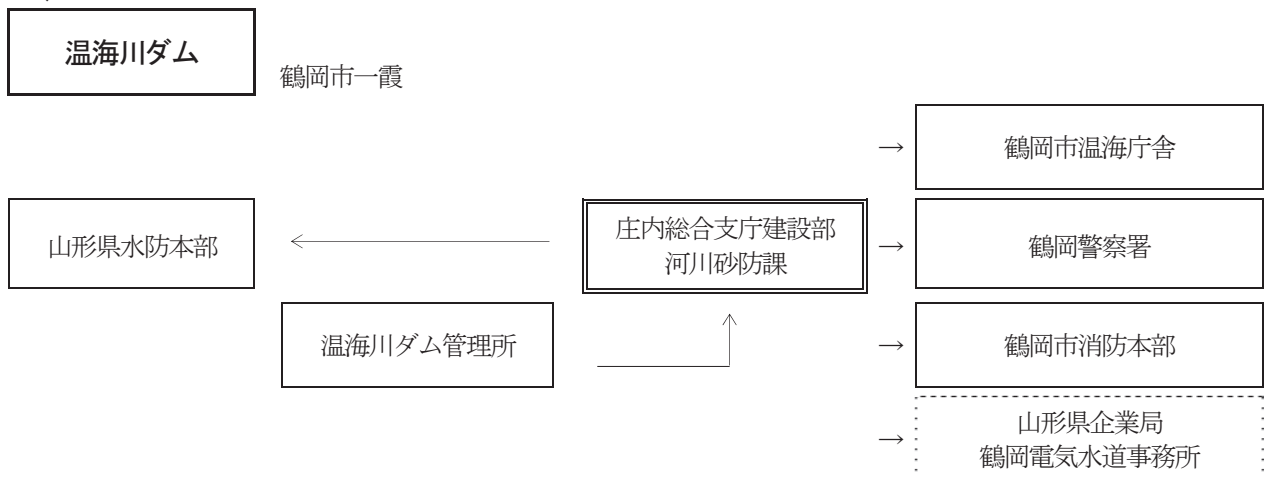 温海川ダム
鶴岡市一霞
→
鶴岡市温海庁舎
山形県水防本部
←
庄内総合支庁建設部
河川砂防課
→
鶴岡警察署
温海川ダム管理所
→
鶴岡市消防本部
→
山形県企業局
鶴岡電気水道事務所